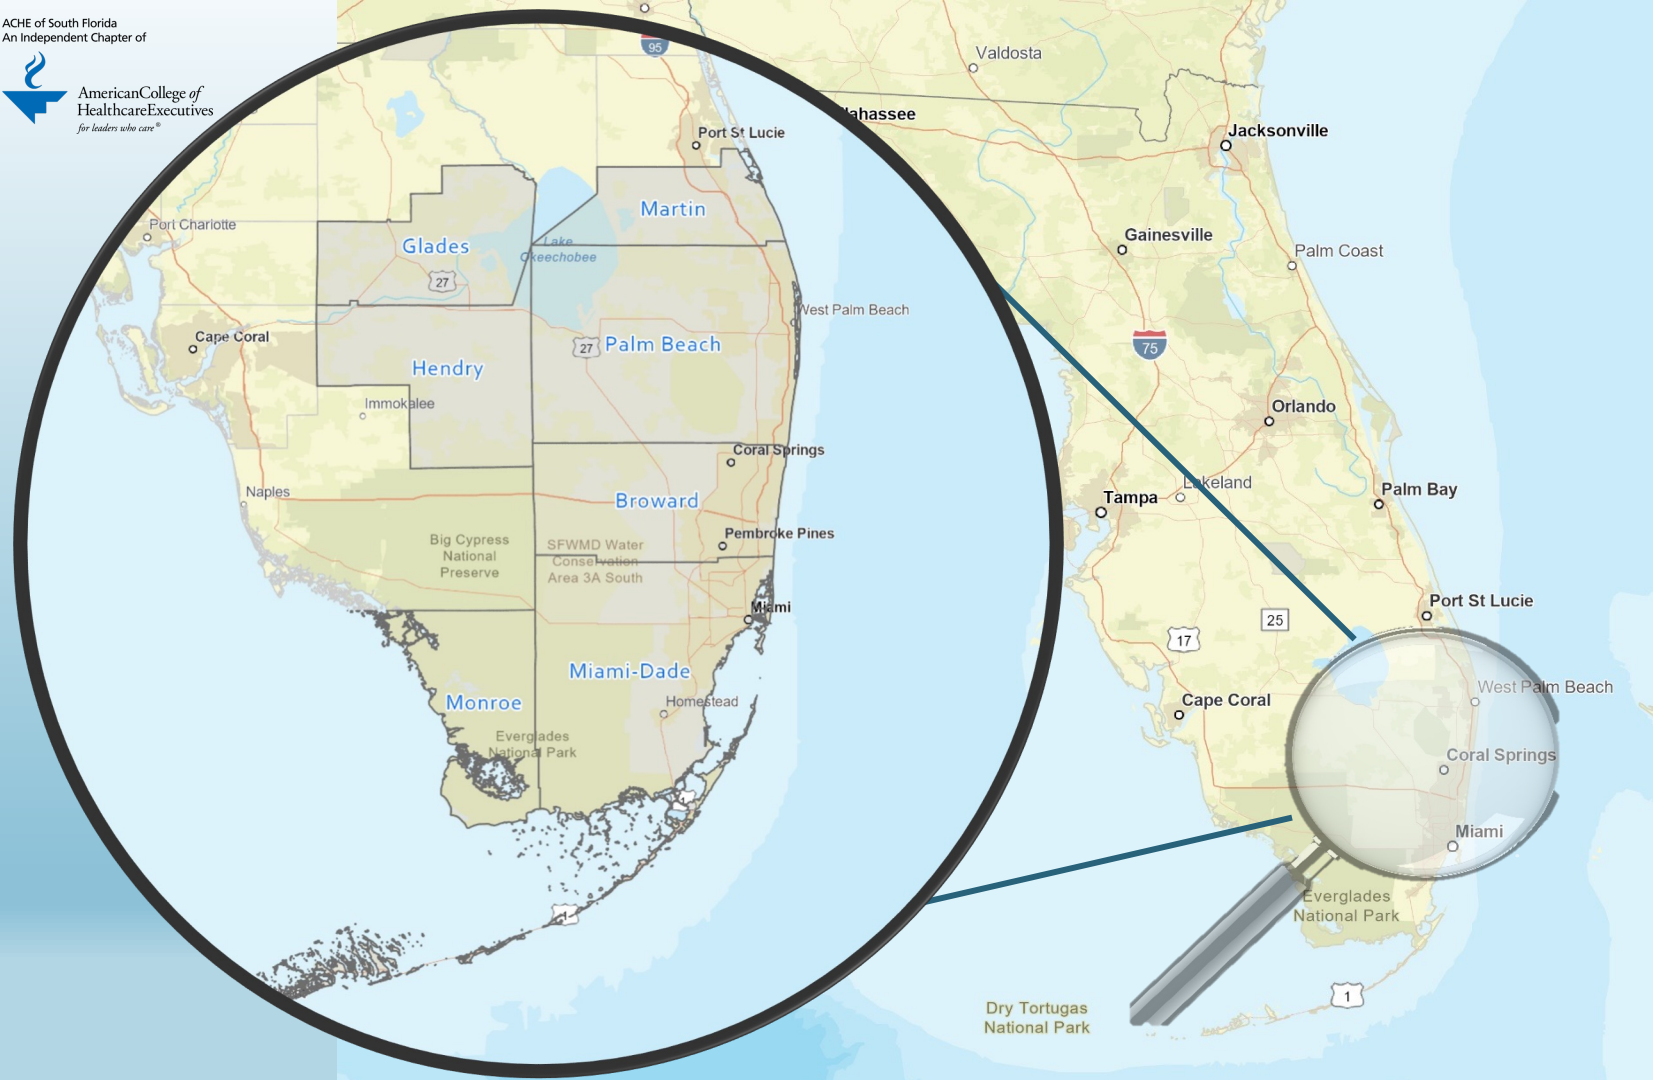 ACHE of South Florida
An Independent Chapter of
AmericanCollege of
HealthcareExecutives
for leaders who care®
95
Port St Lucie
Martin
Port Charlotte
Glades
Lake
Okeechobee
27
West Palm Beach
Cape Coral
27
Palm Beach
Hendry
Immokalee
Coral Springs
Naples
Broward
Pembroke Pines
Big Cypress
National
Preserve
SFWMD Water
Conservation
Area 3A South
Miami
Miami-Dade
Monroe
Homestead
Everglades
National Park
1
1
Valdosta
ahassee
Jacksonville
Gainesville
Palm Coast
75
Orlando
Lakeland
Tampa
Palm Bay
Port St Lucie
25
17
West Palm Beach
Cape Coral
Coral Springs
Miami
Everglades
National Park
1
Dry Tortugas
National Park